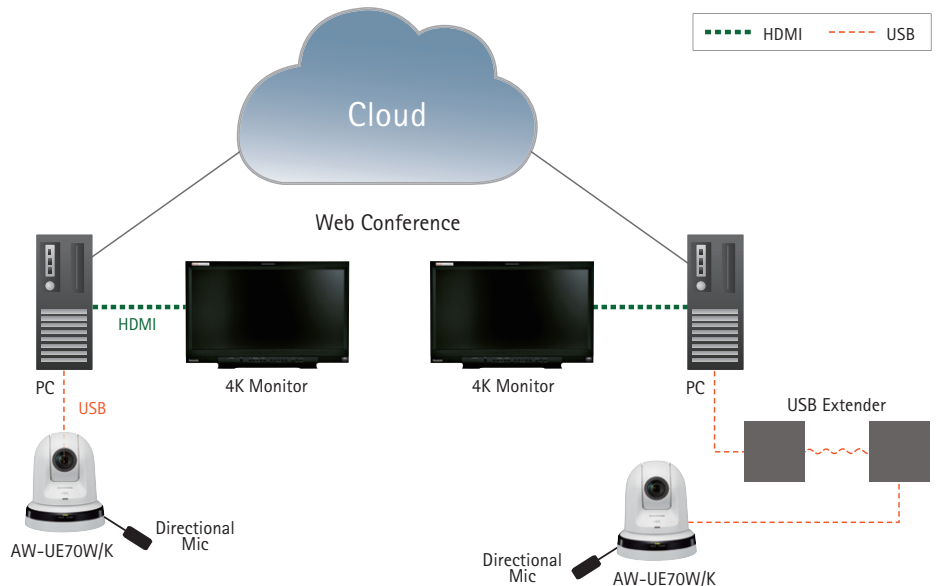 HDMI
USB
Cloud
Web Conference
HDMI
4K Monitor
4K Monitor
PC
PC
USB
USB Extender
Directional
Mic
AW-UE70W/K
Directional
Mic
AW-UE70W/K